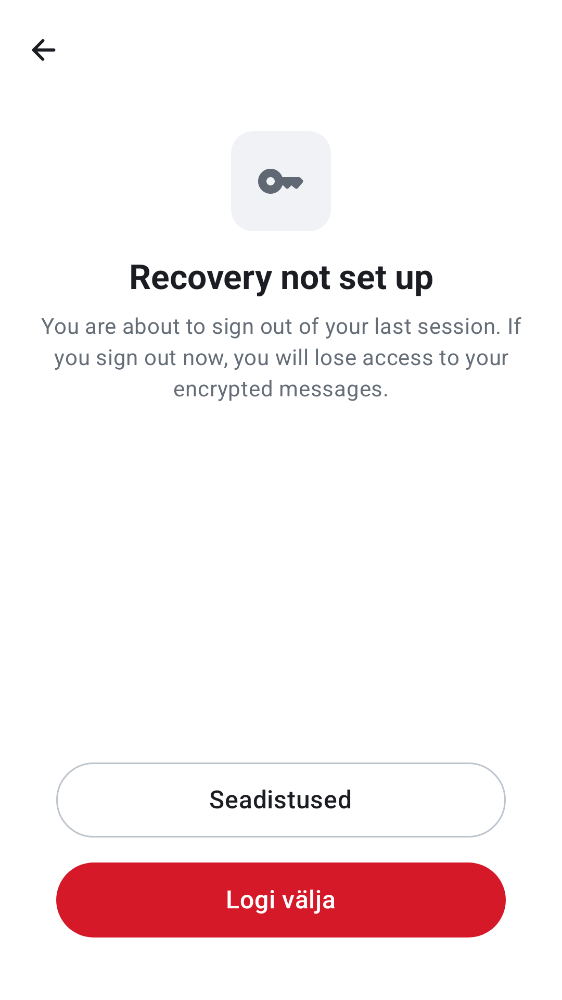 Recovery not set up
You are about to sign out of your last session. If
you sign out now, you will lose access to your
encrypted messages.
Seadistused
Logi välja